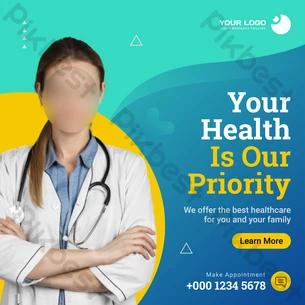 YOUR LOGO
Your
Health
Is Our
Priority
We offer the best healthcare
for you and your family
Learn More
Make Appointment
+000 1234 5678
pikbest